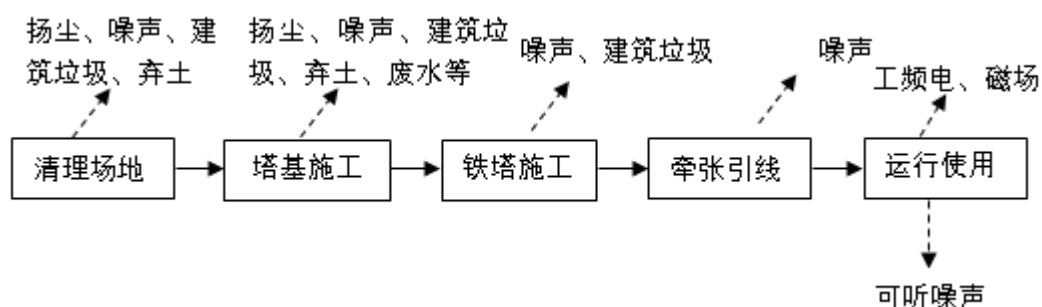 扬尘、噪声、建
筑垃圾、弃土
扬尘、噪声、建筑垃
圾、弃土、废水等
噪声、建筑垃圾
噪声
工频电、磁场
清理场地
塔基施工
铁塔施工
牵张引线
运行使用
可听噪声